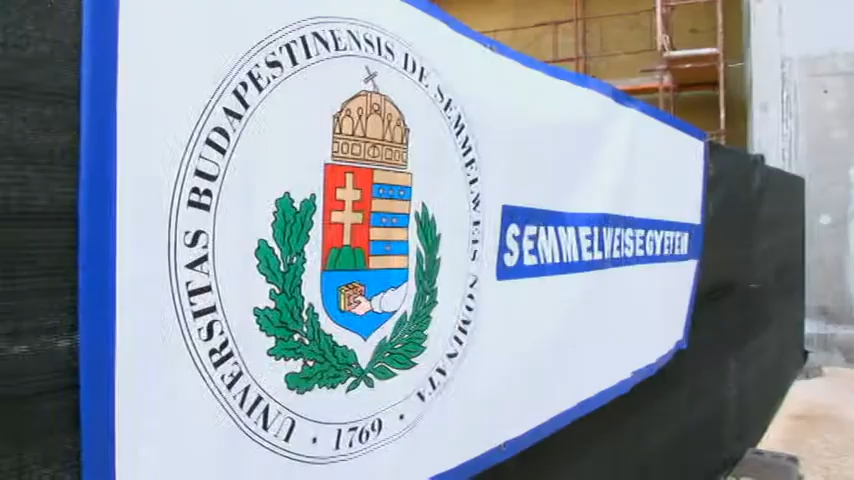 UNIVERSITAS BUDAPESTINENSIS DE SEMMELWEIS NOMINATA
• 1769 •
SEMMELWEIS EGYETEM